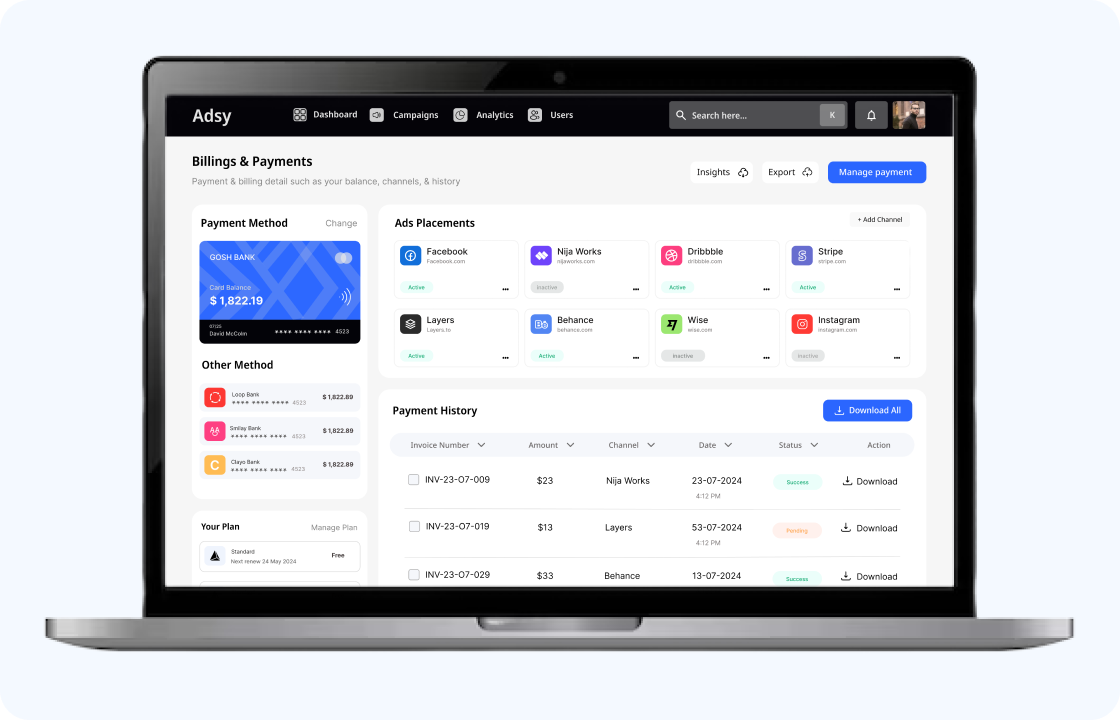 Adsy
Dashboard
Campaigns
Analytics
Users
Search here...
K
Billings & Payments
Payment & billing detail such as your balance, channels, & history
Insights
Export
Manage payment
Payment Method
Change
GOSH BANK
Card Balance
$ 1,822.19
07/25
David McColm
**** **** **** 4523
Other Method
Loop Bank
**** **** **** 4523
$ 1,822.89
Smilay Bank
**** **** **** 4523
$ 1,822.89
C
Clayo Bank
**** **** **** 4523
$ 1,822.89
Your Plan
Manage Plan
Standard
Next renew 24 May 2024
Free
Ads Placements
+ Add Channel
Facebook
Facebook.com
Active
Nija Works
nijaworks.com
Inactive
Dribbble
dribbble.com
Active
Stripe
stripe.com
Active
Layers
Layers.to
Active
Behance
behance.com
Active
Wise
wise.com
Inactive
Instagram
instagram.com
Inactive
Payment History
Download All
Invoice Number
Amount
Channel
Date
Status
Action
INV-23-O7-009
$23
Nija Works
23-07-2024
4:12 PM
Success
Download
INV-23-O7-019
$13
Layers
53-07-2024
4:12 PM
Pending
Download
INV-23-O7-029
$33
Behance
13-07-2024
Success
Download